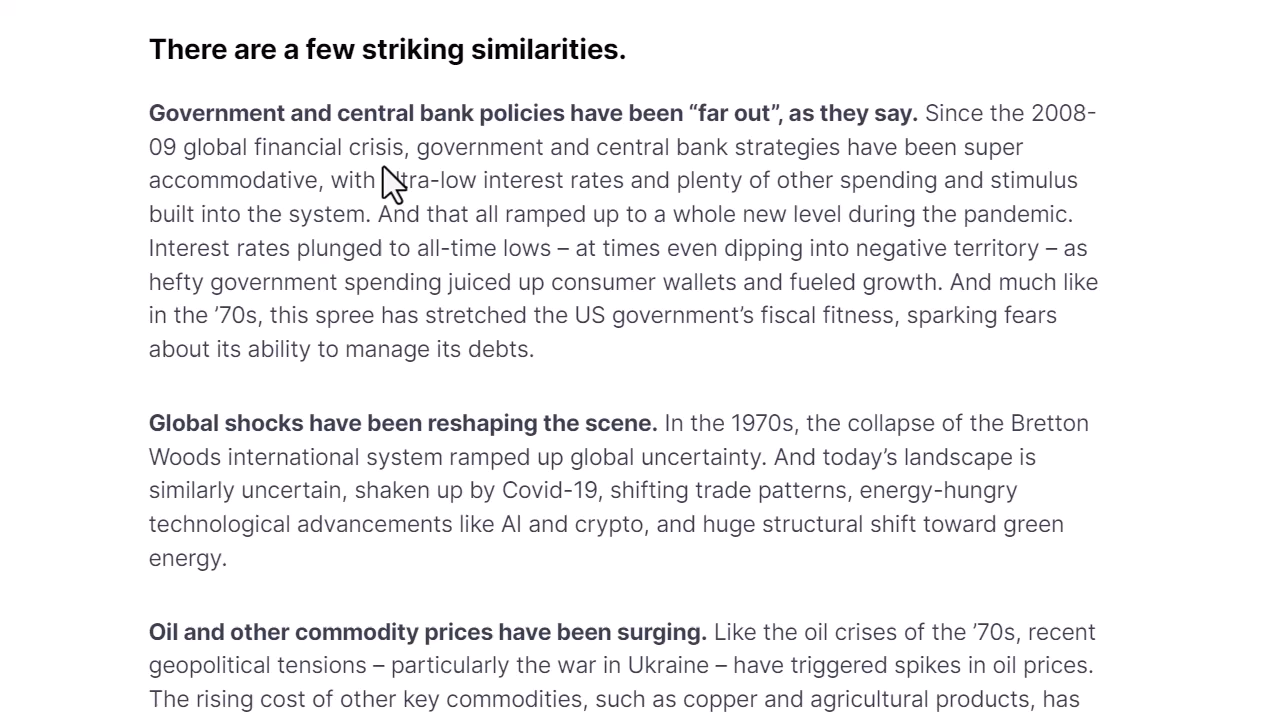 There are a few striking similarities.
Government and central bank policies have been “far out”, as they say. Since the 2008-
09 global financial crisis, government and central bank strategies have been super
accommodative, with low interest rates and plenty of other spending and stimulus
built into the system. And that all ramped up to a whole new level during the pandemic.
Interest rates plunged to all-time lows – at times even dipping into negative territory – as
hefty government spending juiced up consumer wallets and fueled growth. And much like
in the ’70s, this spree has stretched the US government’s fiscal fitness, sparking fears
about its ability to manage its debts.
Global shocks have been reshaping the scene. In the 1970s, the collapse of the Bretton
Woods international system ramped up global uncertainty. And today’s landscape is
similarly uncertain, shaken up by Covid-19, shifting trade patterns, energy-hungry
technological advancements like AI and crypto, and huge structural shift toward green
energy.
Oil and other commodity prices have been surging. Like the oil crises of the ’70s, recent
geopolitical tensions – particularly the war in Ukraine – have triggered spikes in oil prices.
The rising cost of other key commodities, such as copper and agricultural products, has